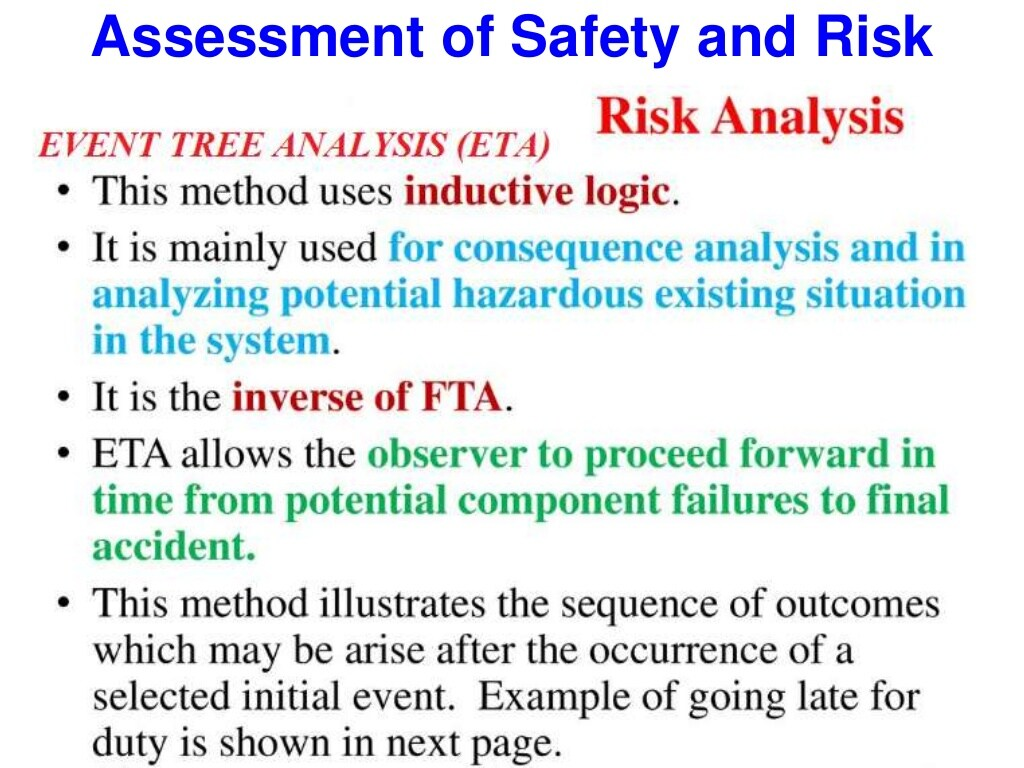 Assessment of Safety and Risk
Risk Analysis
EVENT TREE ANALYSIS (ETA)
• This method uses inductive logic.
• It is mainly used for consequence analysis and in
analyzing potential hazardous existing situation
in the system.
• It is the inverse of FTA.
• ETA allows the observer to proceed forward in
time from potential component failures to final
accident.
• This method illustrates the sequence of outcomes
which may be arise after the occurrence of a
selected initial event.  Example of going late for
duty is shown in next page.